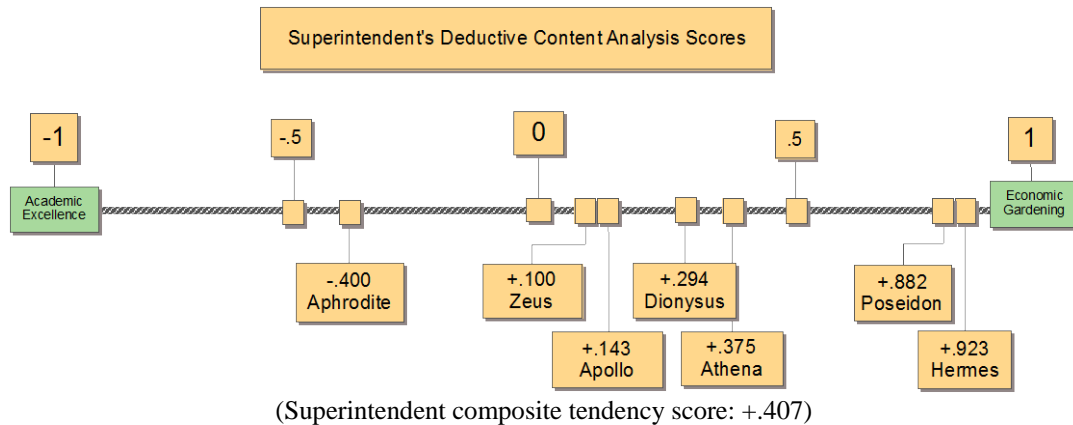 Superintendent's Deductive Content Analysis Scores
-1
-.5
0
.5
1
Academic
Excellence
Economic
Gardening
-.400
Aphrodite
+.100
Zeus
+.143
Apollo
+.294
Dionysus
+.375
Athena
+.882
Poseidon
+.923
Hermes
(Superintendent composite tendency score: +.407)